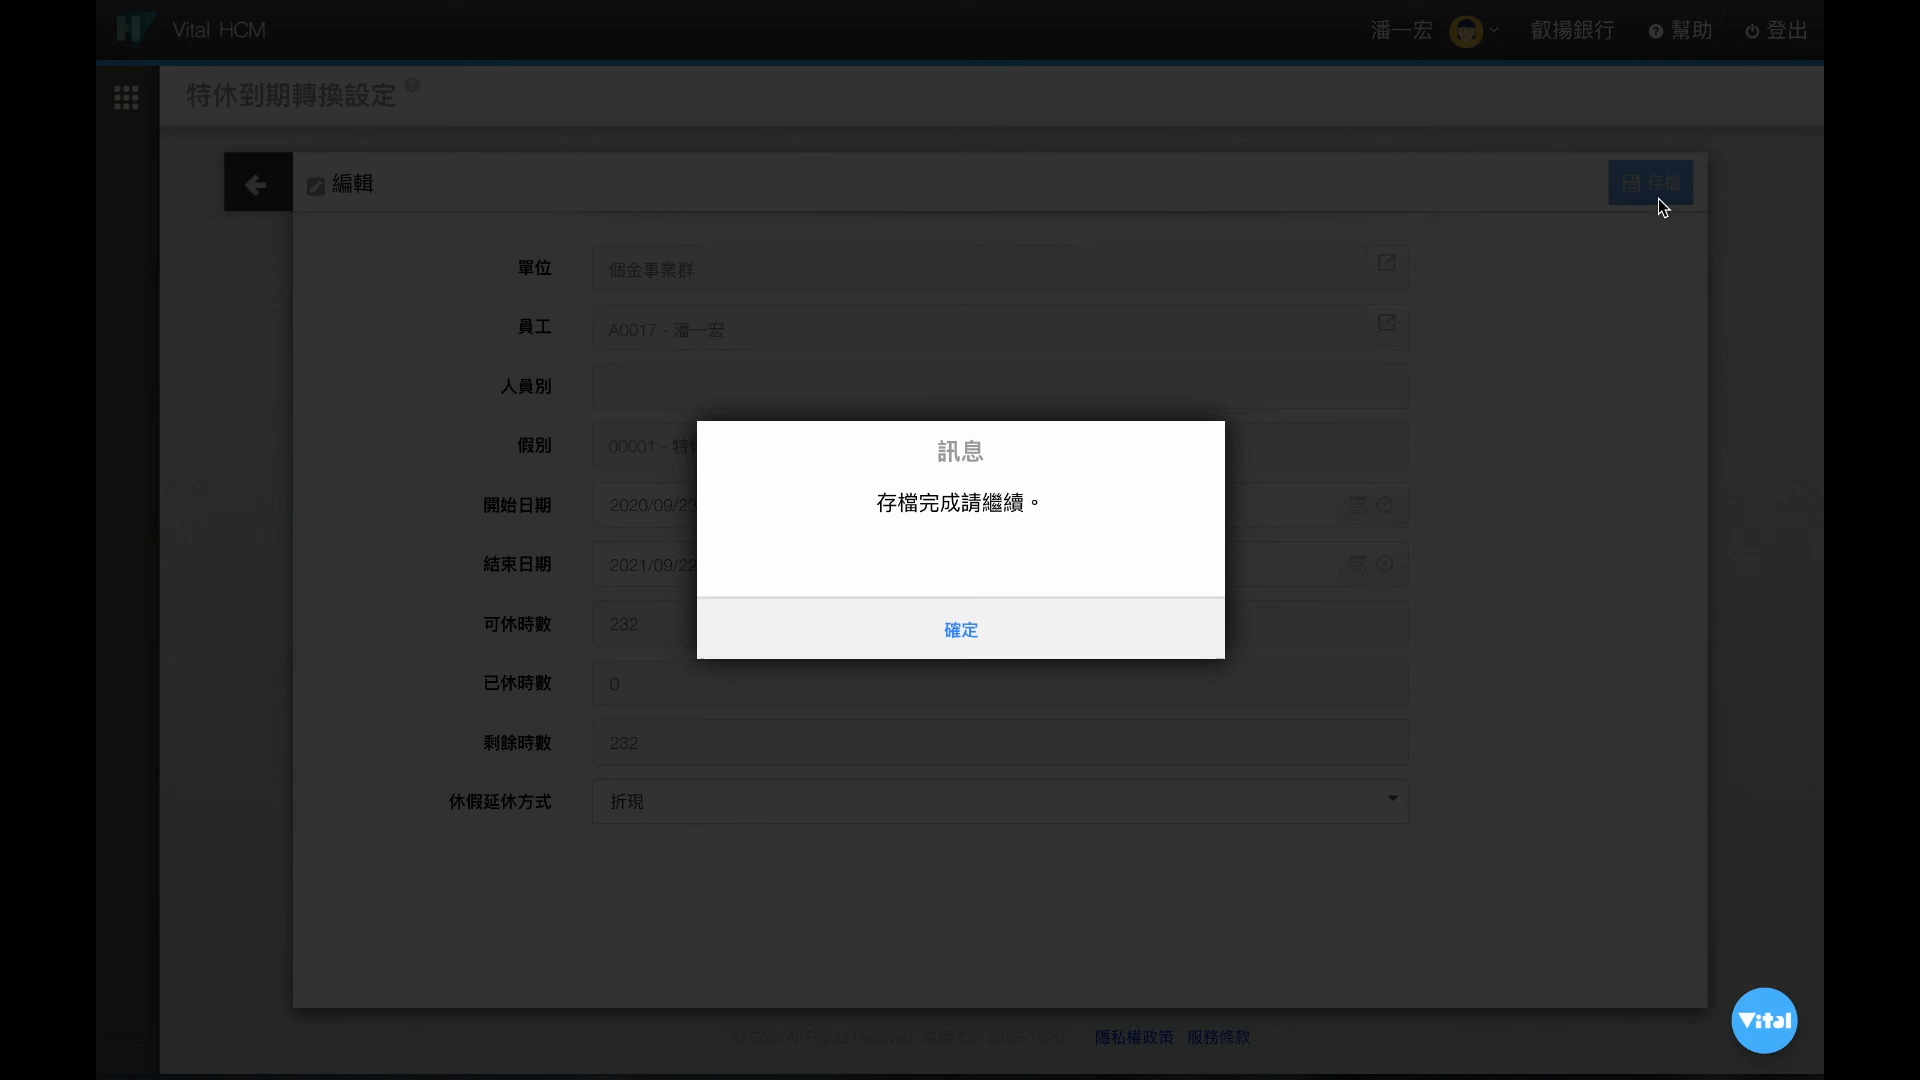 Vital HCM
潘一宏
叡揚銀行
幫助
登出
特休到期轉換設定
編輯
存檔
單位
個金事業群
員工
A0017 - 潘一宏
人員別
假別
00001 - 特
開始日期
2020/09/23
結束日期
2021/09/22
可休時數
232
已休時數
0
剩餘時數
232
休假延休方式
折現
訊息
存檔完成請繼續。
確定
© GSS All Rights Reserved. 電話 (02) 2586-7890
隱私權政策 服務條款
Vital